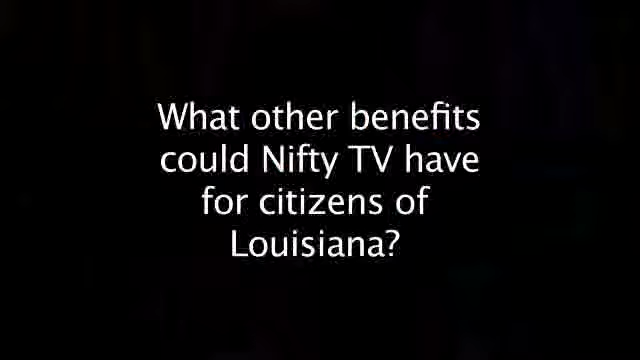 What other benefits
could Nifty TV have
for citizens of
Louisiana?